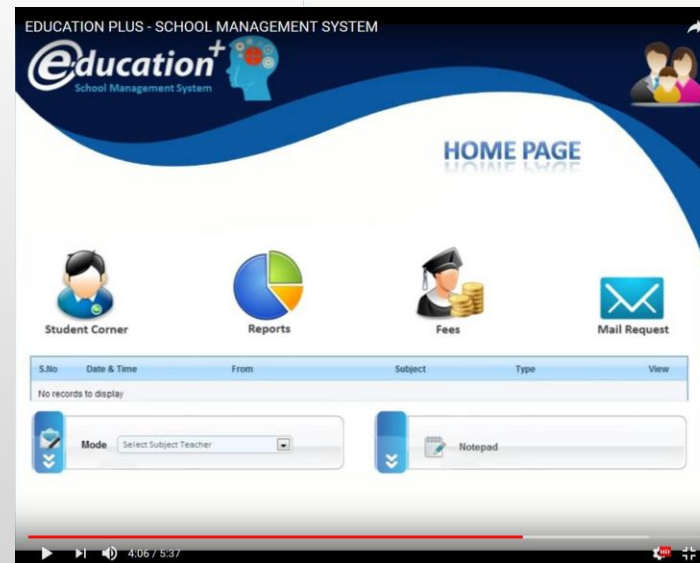 EDUCATION PLUS - SCHOOL MANAGEMENT SYSTEM
education+
School Management System
HOME PAGE
Student Corner
Reports
Fees
Mail Request
S.No Date & Time From Subject Type View
No records to display
Mode Select Subject Teacher
Notepad
4:06 / 5:37
HD